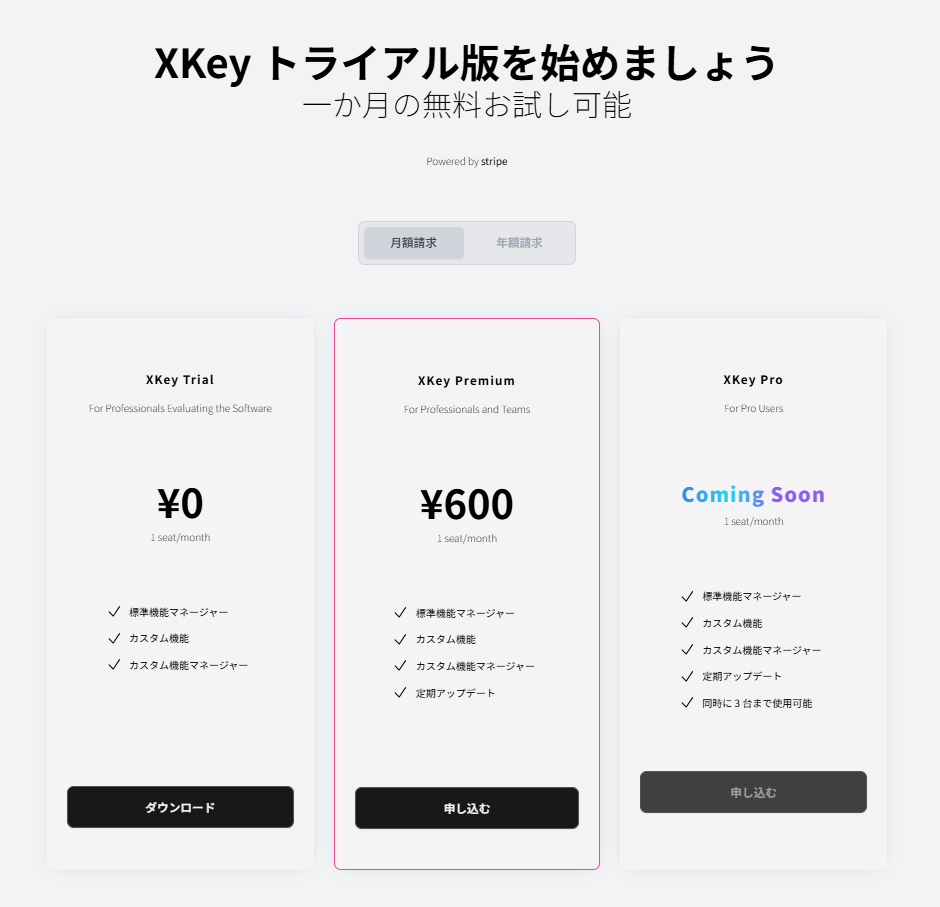 XKey トライアル版を始めましょう
一か月の無料お試し可能
Powered by stripe
月額請求
年額請求
XKey Trial
For Professionals Evaluating the Software
¥0
1 seat/month
標準機能マネージャー
カスタム機能
カスタム機能マネージャー
ダウンロード
XKey Premium
For Professionals and Teams
¥600
1 seat/month
標準機能マネージャー
カスタム機能
カスタム機能マネージャー
定期アップデート
申し込む
XKey Pro
For Pro Users
Coming Soon
1 seat/month
標準機能マネージャー
カスタム機能
カスタム機能マネージャー
定期アップデート
同時に 3 台まで使用可能
申し込む